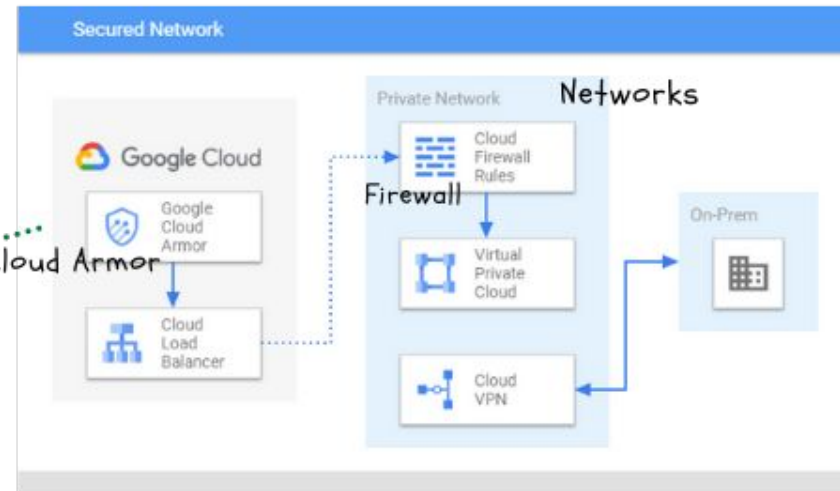 Secured Network
Private Network
Networks
Google Cloud
Google
Cloud
Armor
Cloud
Load
Balancer
Cloud
Firewall
Rules
Firewall
Virtual
Private
Cloud
Cloud
VPN
On-Prem
loud Armor